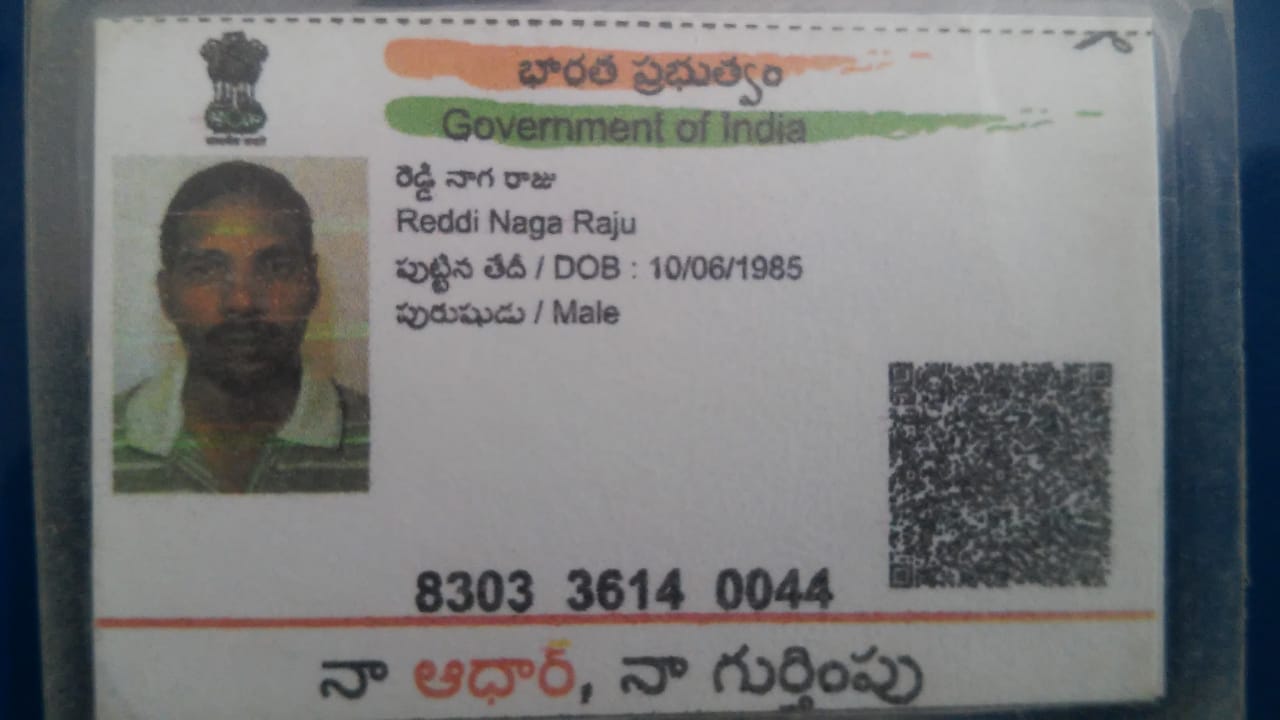 భారత ప్రభుత్వం
Government of India
రెడ్డి నాగ రాజు
Reddi Naga Raju
పుట్టిన తేదీ / DOB : 10/06/1985
పురుషుడు / Male
8303 3614 0044
నా ఆధార్, నా గుర్తింపు